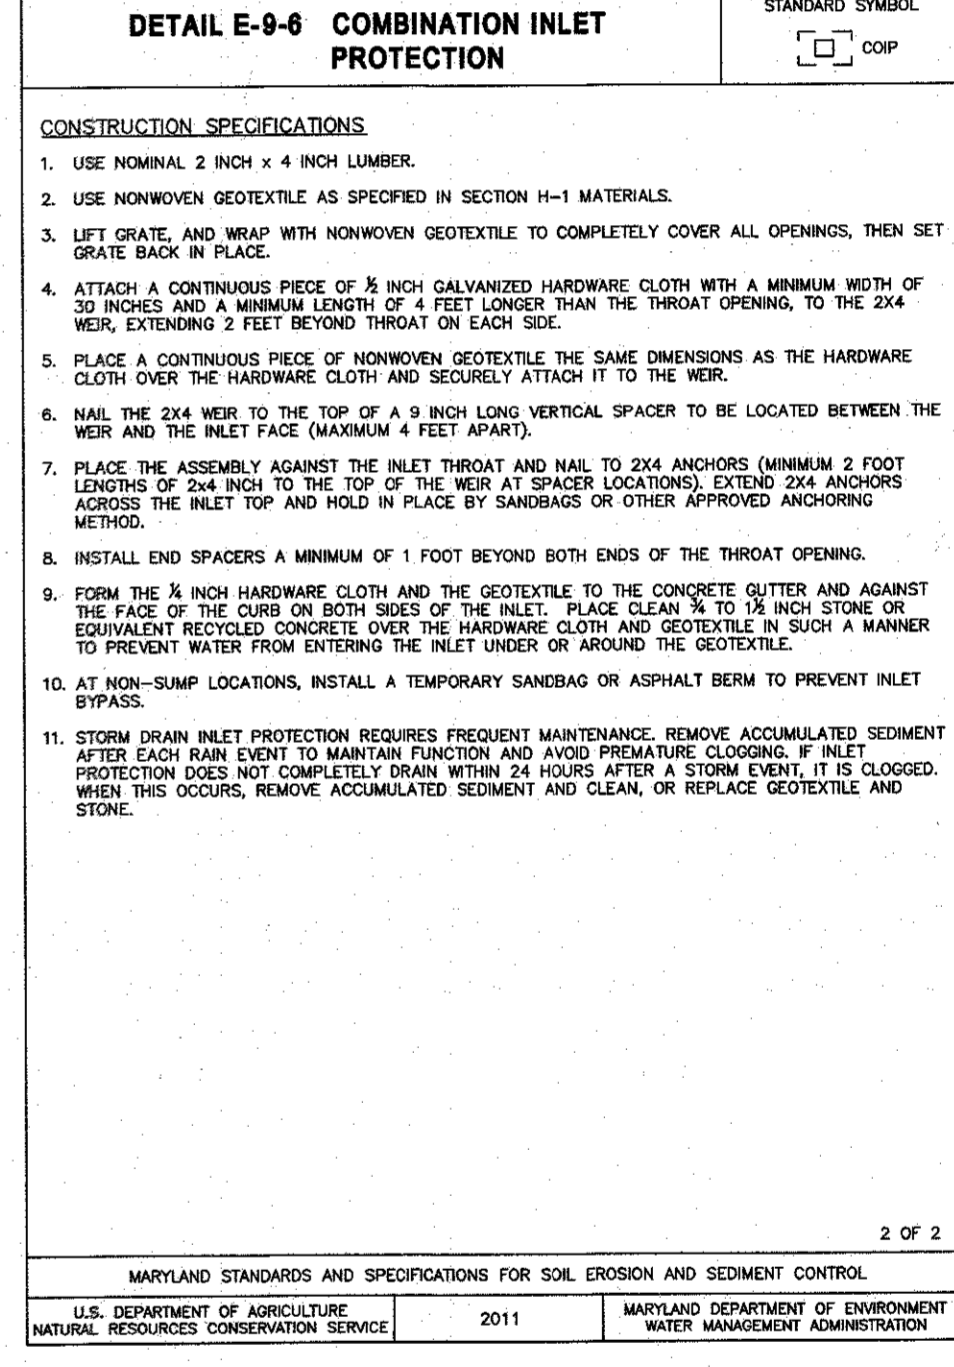 DETAIL E-9-6 COMBINATION INLET
PROTECTION
STANDARD SYMBOL
COIP
CONSTRUCTION SPECIFICATIONS
1. USE NOMINAL 2 INCH x 4 INCH LUMBER.
2. USE NONWOVEN GEOTEXTILE AS SPECIFIED IN SECTION H-1 MATERIALS.
3. LIFT GRATE, AND WRAP WITH NONWOVEN GEOTEXTILE TO COMPLETELY COVER ALL OPENINGS, THEN SET
GRATE BACK IN PLACE.
4. ATTACH A CONTINUOUS PIECE OF ½ INCH GALVANIZED HARDWARE CLOTH WITH A MINIMUM WIDTH OF
30 INCHES AND A MINIMUM LENGTH OF 4 FEET LONGER THAN THE THROAT OPENING, TO THE 2X4
WEIR, EXTENDING 2 FEET BEYOND THROAT ON EACH SIDE.
5. PLACE A CONTINUOUS PIECE OF NONWOVEN GEOTEXTILE THE SAME DIMENSIONS AS THE HARDWARE
CLOTH OVER THE HARDWARE CLOTH AND SECURELY ATTACH IT TO THE WEIR.
6. NAIL THE 2X4 WEIR TO THE TOP OF A 9 INCH LONG VERTICAL SPACER TO BE LOCATED BETWEEN THE
WEIR AND THE INLET FACE (MAXIMUM 4 FEET APART).
7. PLACE THE ASSEMBLY AGAINST THE INLET THROAT AND NAIL TO 2X4 ANCHORS (MINIMUM 2 FOOT
LENGTHS OF 2x4 INCH TO THE TOP OF THE WEIR AT SPACER LOCATIONS). EXTEND 2X4 ANCHORS
ACROSS THE INLET TOP AND HOLD IN PLACE BY SANDBAGS OR OTHER APPROVED ANCHORING
METHOD.
8. INSTALL END SPACERS A MINIMUM OF 1 FOOT BEYOND BOTH ENDS OF THE THROAT OPENING.
9. FORM THE ½ INCH HARDWARE CLOTH AND THE GEOTEXTILE TO THE CONCRETE GUTTER AND AGAINST
THE FACE OF THE CURB ON BOTH SIDES OF THE INLET. PLACE CLEAN ¾ TO 1½ INCH STONE OR
EQUIVALENT RECYCLED CONCRETE OVER THE HARDWARE CLOTH AND GEOTEXTILE IN SUCH A MANNER
TO PREVENT WATER FROM ENTERING THE INLET UNDER OR AROUND THE GEOTEXTILE.
10. AT NON-SUMP LOCATIONS, INSTALL A TEMPORARY SANDBAG OR ASPHALT BERM TO PREVENT INLET
BYPASS.
11. STORM DRAIN INLET PROTECTION REQUIRES FREQUENT MAINTENANCE. REMOVE ACCUMULATED SEDIMENT
AFTER EACH RAIN EVENT TO MAINTAIN FUNCTION AND AVOID PREMATURE CLOGGING. IF INLET
PROTECTION DOES NOT COMPLETELY DRAIN WITHIN 24 HOURS AFTER A STORM EVENT, IT IS CLOGGED.
WHEN THIS OCCURS, REMOVE ACCUMULATED SEDIMENT AND CLEAN, OR REPLACE GEOTEXTILE AND
STONE.
2 OF 2
MARYLAND STANDARDS AND SPECIFICATIONS FOR SOIL EROSION AND SEDIMENT CONTROL
U.S. DEPARTMENT OF AGRICULTURE
NATURAL RESOURCES CONSERVATION SERVICE
2011
MARYLAND DEPARTMENT OF ENVIRONMENT
WATER MANAGEMENT ADMINISTRATION